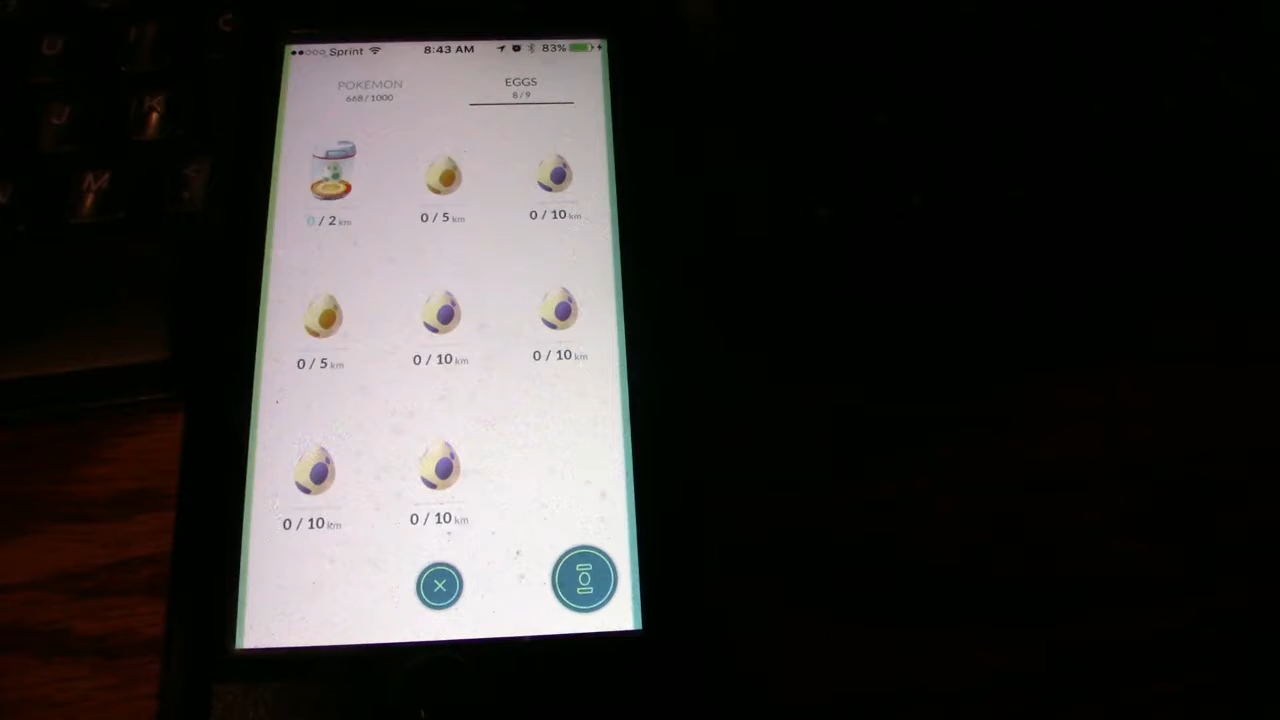 Sprint 8:43 AM 83%
POKÉMON EGGS
668/1000 8/9
0 / 2 km 0 / 5 km 0 / 10 km
0 / 5 km 0 / 10 km 0 / 10 km
0 / 10 km 0 / 10 km
U
J K
M